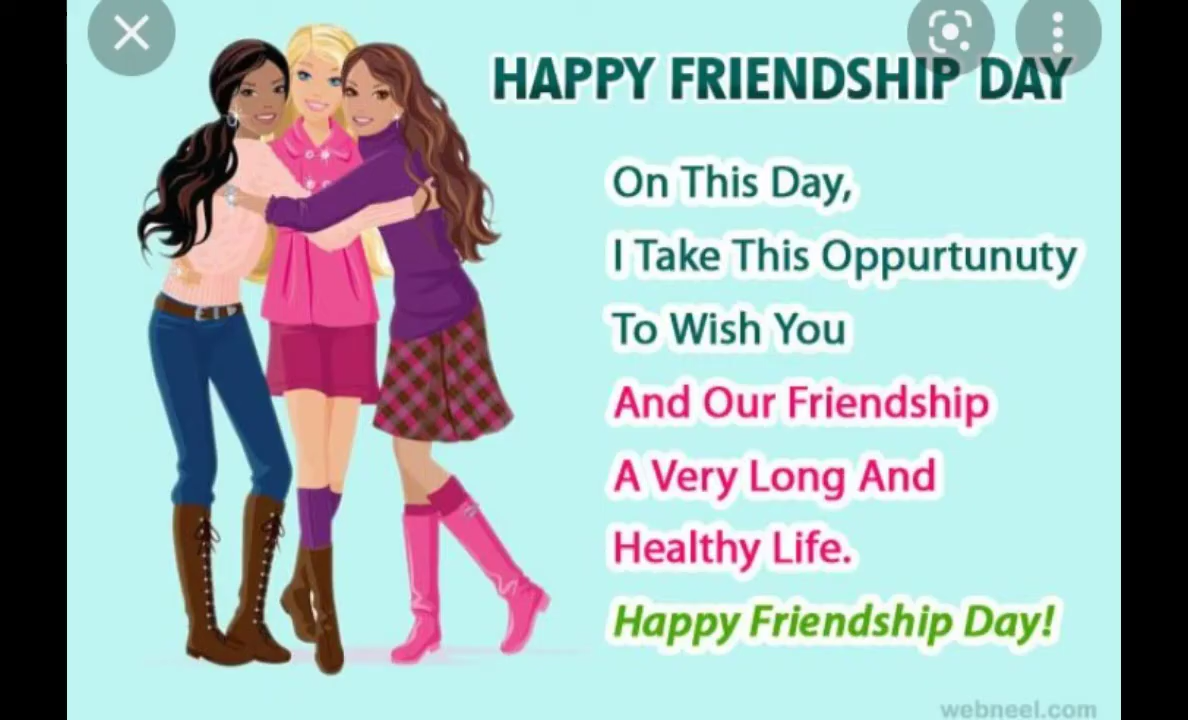 HAPPY FRIENDSHIP DAY
On This Day,
I Take This Oppurtunuty
To Wish You
And Our Friendship
A Very Long And
Healthy Life.
Happy Friendship Day!
webneel.com